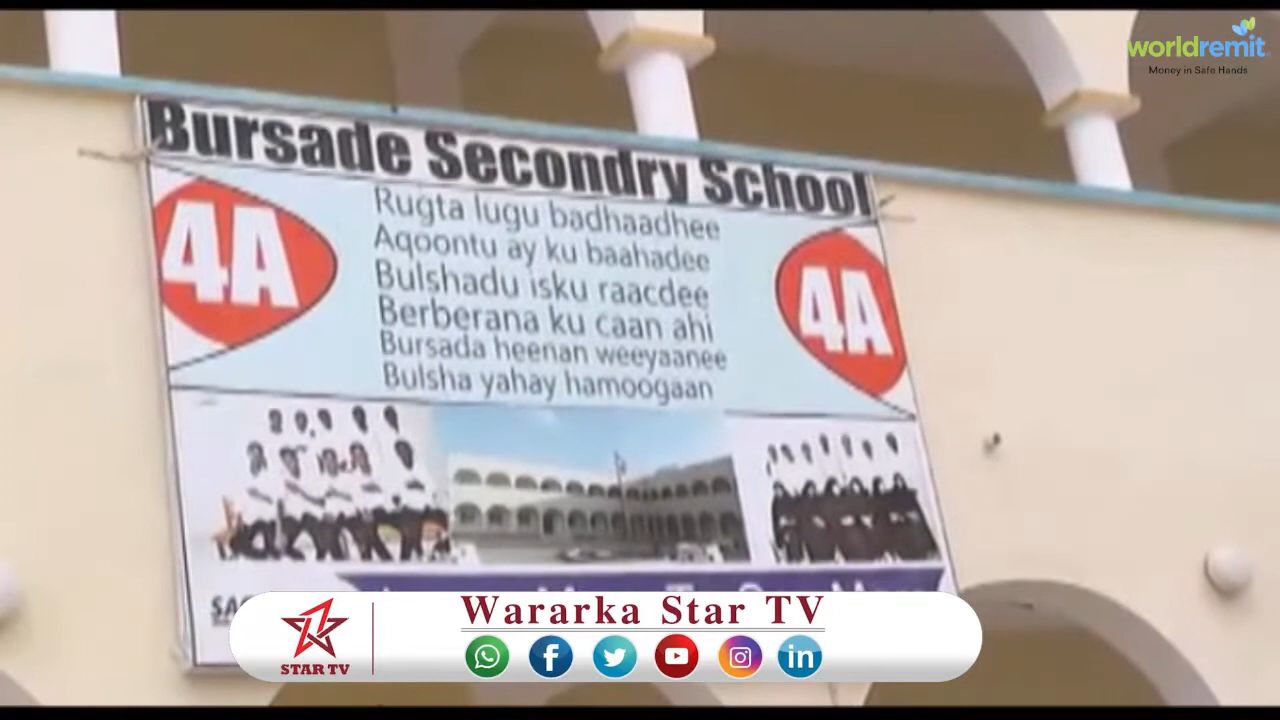 worldremit
Money in Safe Hands
Bursade Secondry School
4A
Rugta lugu badhaadhee
Aqoontu ay ku baahadee
Bulshadu isku raacdee
Berberana ku caan ahi
Bursada heenan weeyaanee
Bulsha yahay hamoogaan
4A
Wararka Star TV
STAR TV